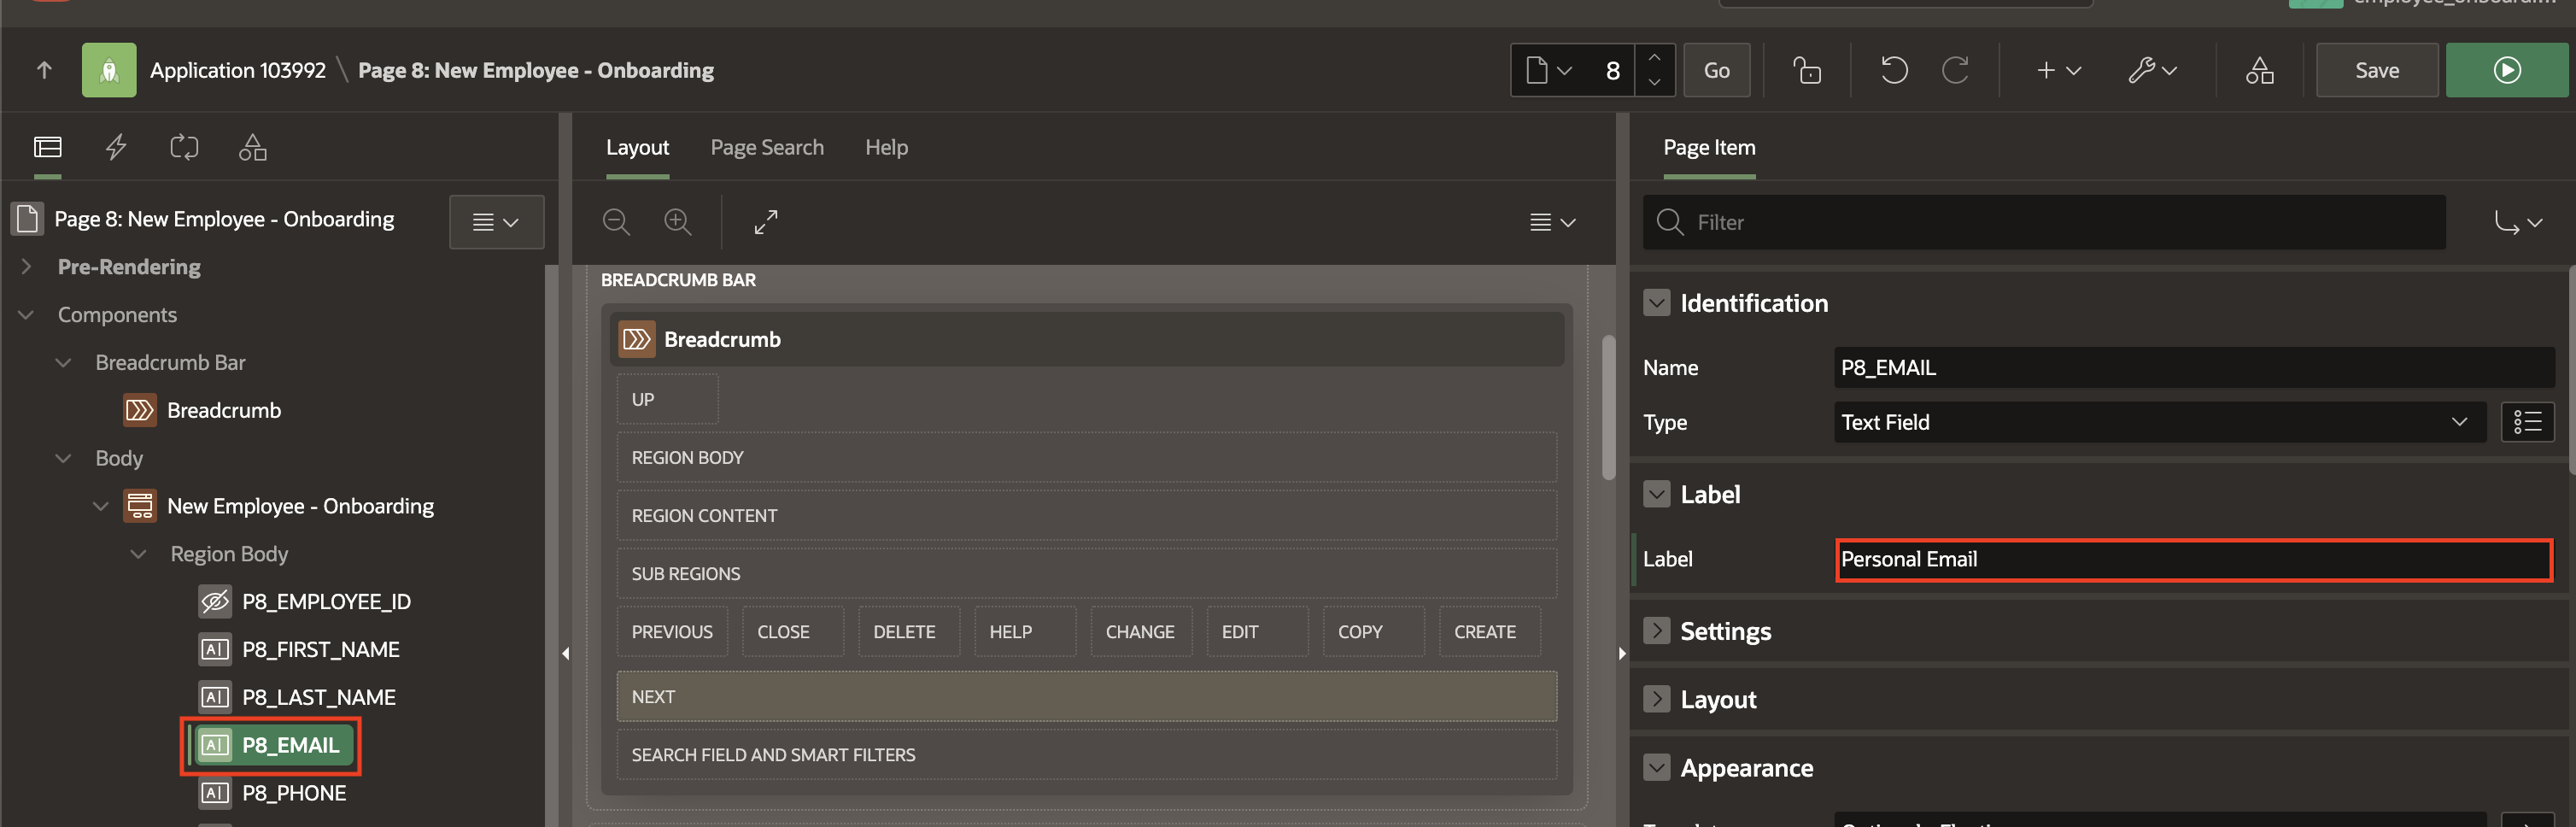 Application 103992 \ Page 8: New Employee - Onboarding
8
Go
Save
Page 8: New Employee - Onboarding
Pre-Rendering
Components
Breadcrumb Bar
Breadcrumb
Body
New Employee - Onboarding
Region Body
P8_EMPLOYEE_ID
P8_FIRST_NAME
P8_LAST_NAME
P8_EMAIL
P8_PHONE
Layout
Page Search
Help
BREADCRUMB BAR
Breadcrumb
UP
REGION BODY
REGION CONTENT
SUB REGIONS
PREVIOUS
CLOSE
DELETE
HELP
CHANGE
EDIT
COPY
CREATE
NEXT
SEARCH FIELD AND SMART FILTERS
Page Item
Filter
Identification
Name
P8_EMAIL
Type
Text Field
Label
Label
Personal Email
Settings
Layout
Appearance